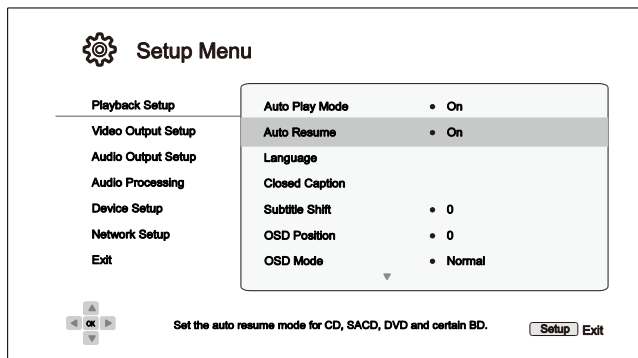 Setup Menu
Playback Setup
Video Output Setup
Audio Output Setup
Audio Processing
Device Setup
Network Setup
Exit
Auto Play Mode • On
Auto Resume • On
Language
Closed Caption
Subtitle Shift • 0
OSD Position • 0
OSD Mode • Normal
OK
Set the auto resume mode for CD, SACD, DVD and certain BD.
Setup Exit